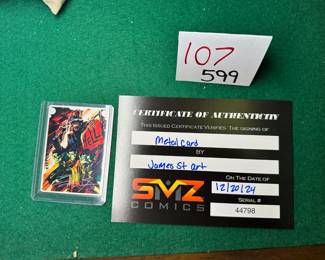 107
599
CERTIFICATE OF AUTHENTICITY
THIS ISSUED CERTIFICATE VERIFIES THE SIGNING OF
Metal Card
BY
James St art
ON THE DATE OF
12/20/24
SMZ
COMICS
SERIAL #
44798